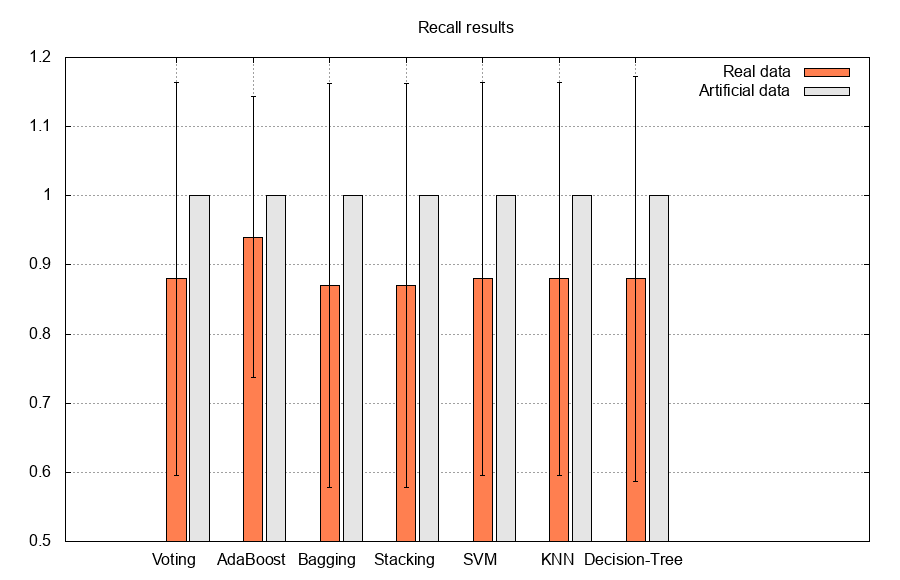 Recall results
1.2
1.1
1
0.9
0.8
0.7
0.6
0.5
Real data
Artificial data
Voting AdaBoost Bagging Stacking SVM KNN Decision-Tree